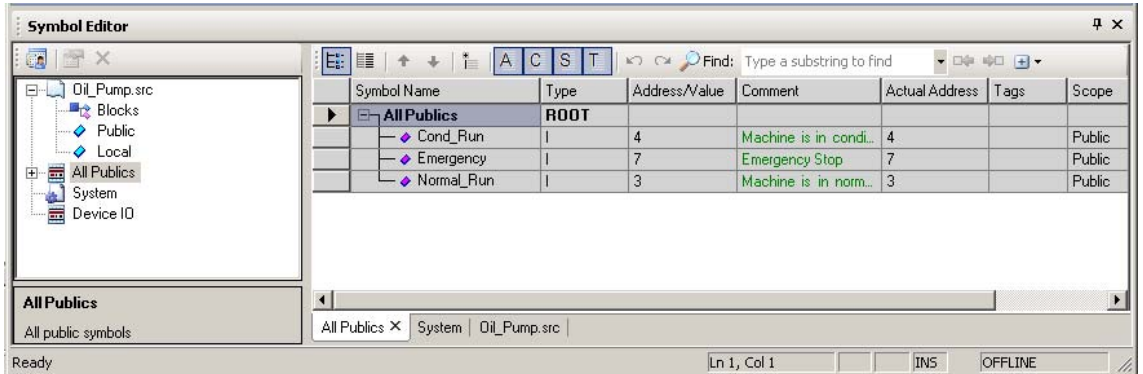 Symbol Editor
Find: Type a substring to find
A C S T
Oil_Pump.src
Blocks
Public
Local
All Publics
System
Device IO
All Publics
All public symbols
Symbol Name Type Address/Value Comment Actual Address Tags Scope
All Publics ROOT
Cond_Run I 4 Machine is in condi... 4 Public
Emergency I 7 Emergency Stop 7 Public
Normal_Run I 3 Machine is in norm... 3 Public
All Publics System Oil_Pump.src
Ready Ln 1, Col 1 INS OFFLINE